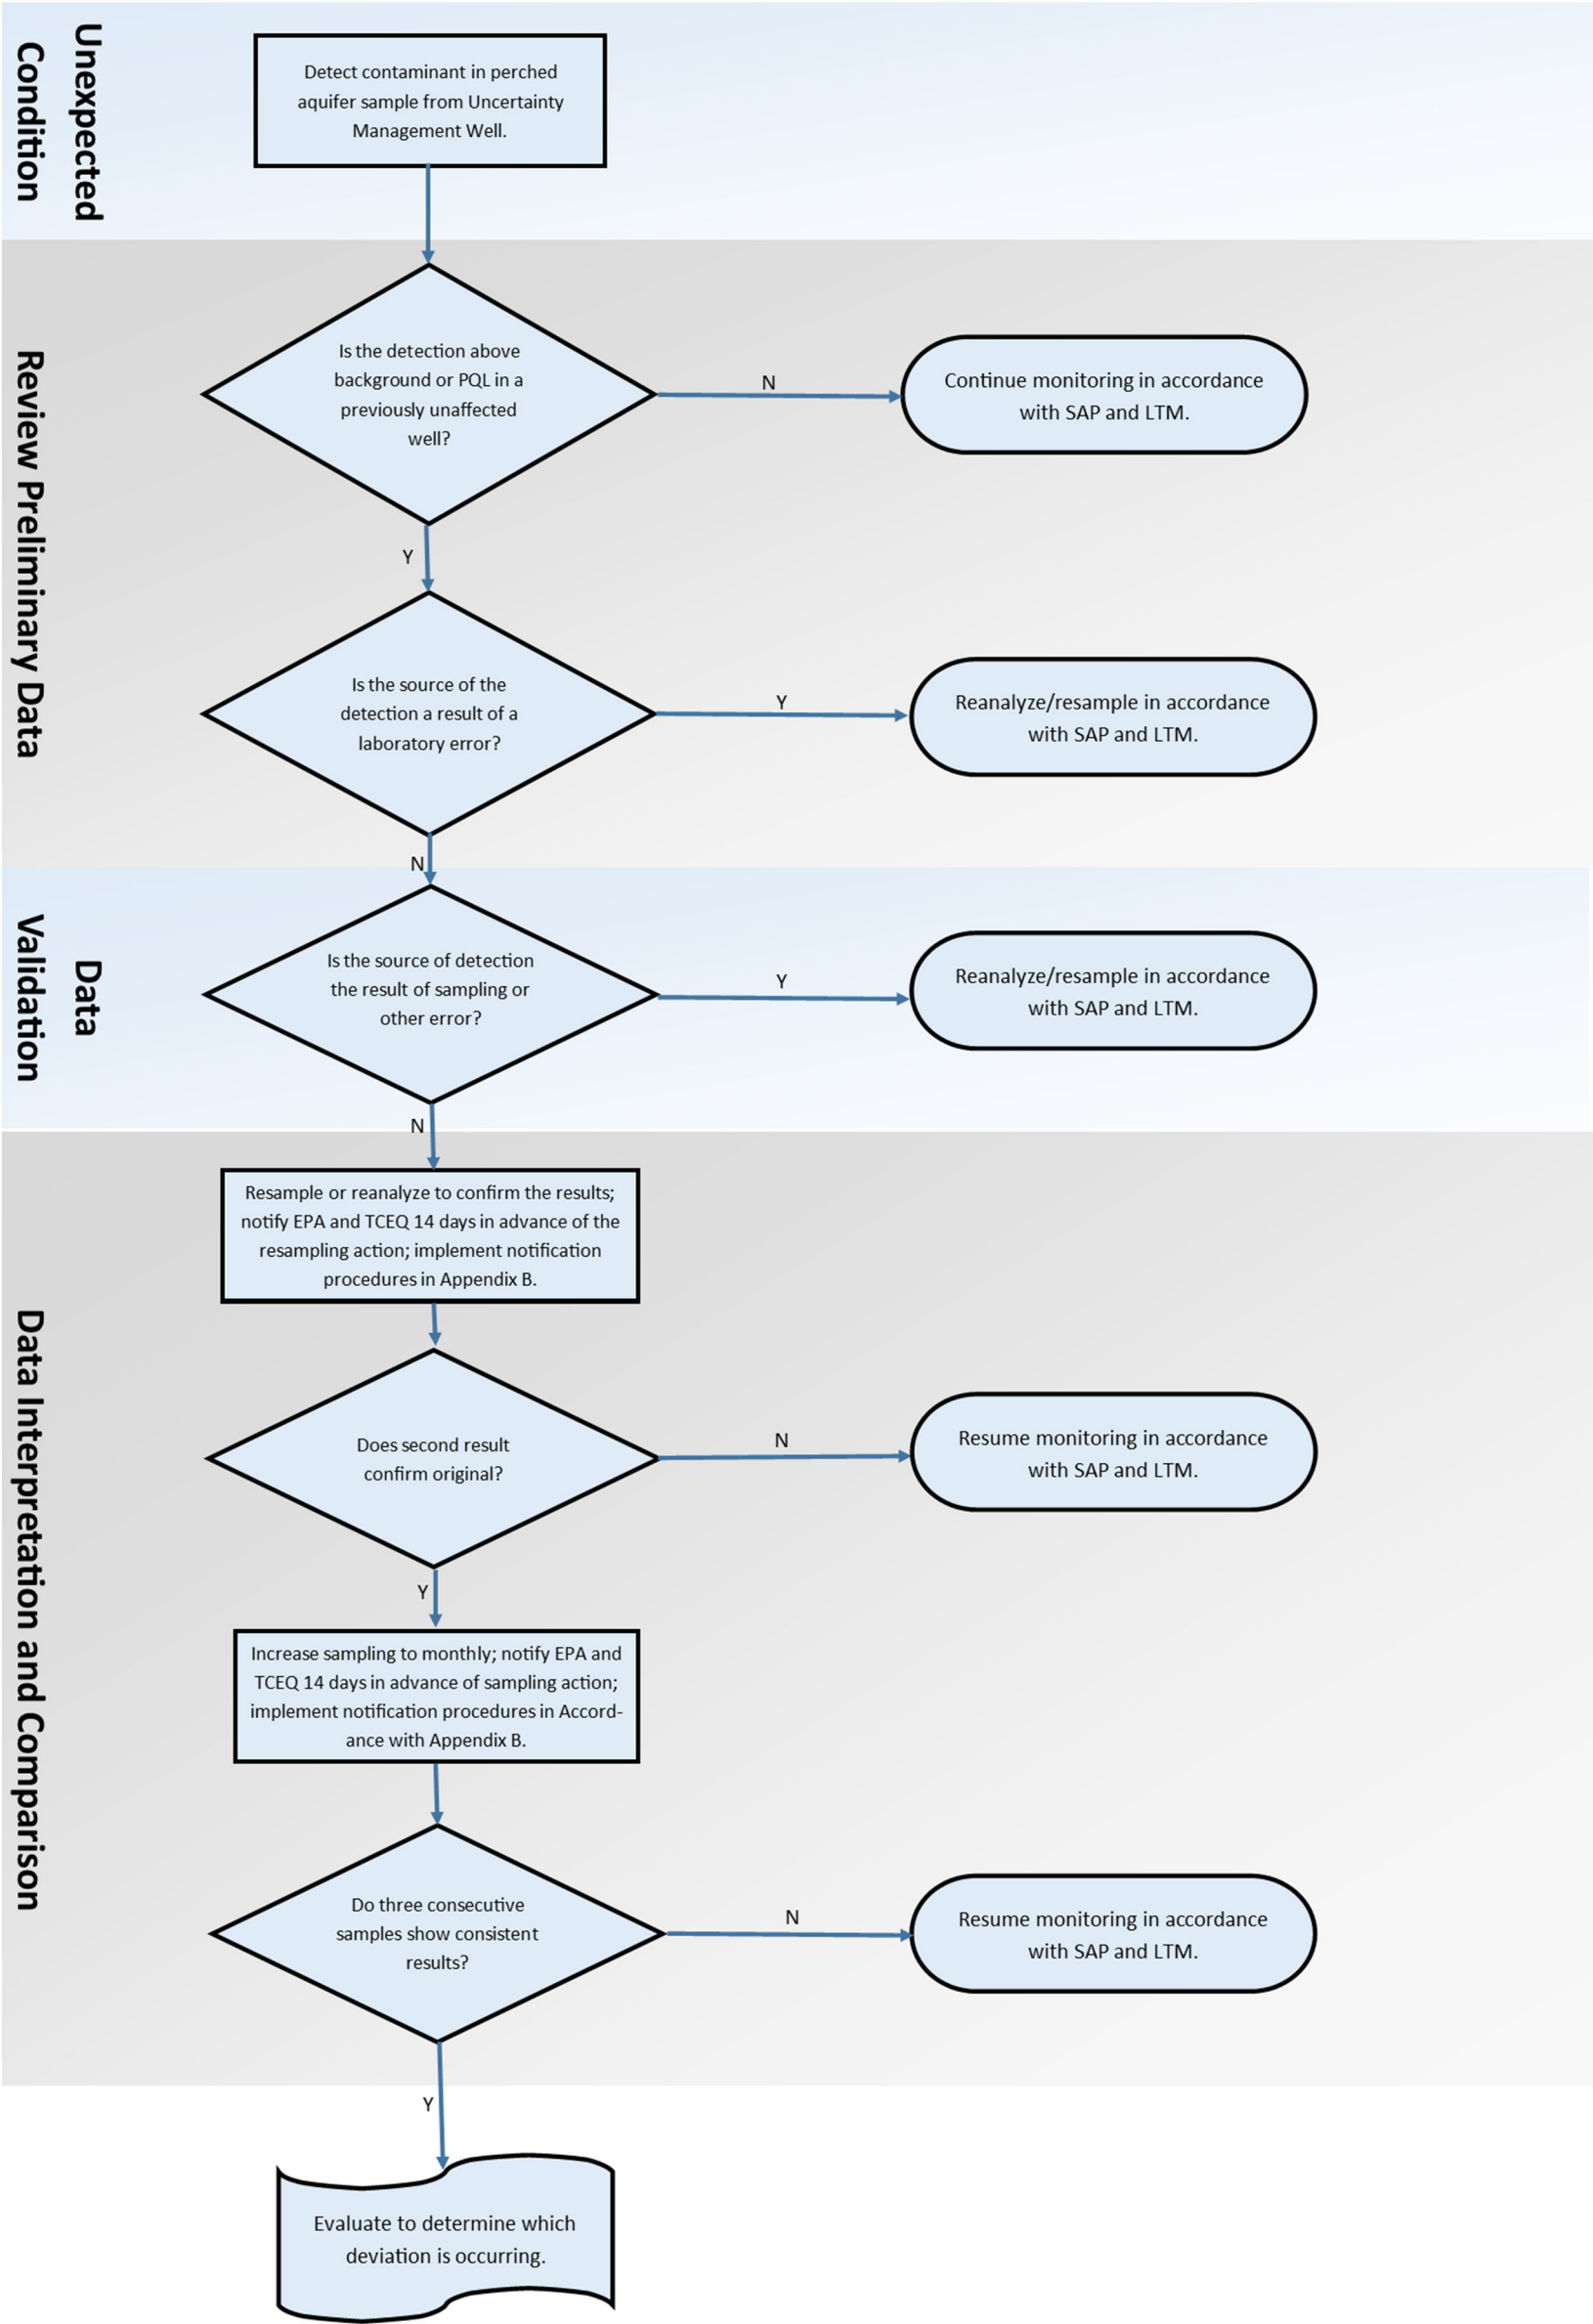 Unexpected
Condition
Detect contaminant in perched
aquifer sample from Uncertainty
Management Well.
Review Preliminary Data
Is the detection above
background or PQL in a
previously unaffected
well?
N
Continue monitoring in accordance
with SAP and LTM.
Y
Is the source of the
detection a result of a
laboratory error?
Y
Reanalyze/resample in accordance
with SAP and LTM.
N
Data
Validation
Is the source of detection
the result of sampling or
other error?
Y
Reanalyze/resample in accordance
with SAP and LTM.
N
Data Interpretation and Comparison
Resample or reanalyze to confirm the results;
notify EPA and TCEQ 14 days in advance of the
resampling action; implement notification
procedures in Appendix B.
Does second result
confirm original?
N
Resume monitoring in accordance
with SAP and LTM.
Y
Increase sampling to monthly; notify EPA and
TCEQ 14 days in advance of sampling action;
implement notification procedures in Accord-
ance with Appendix B.
Do three consecutive
samples show consistent
results?
N
Resume monitoring in accordance
with SAP and LTM.
Y
Evaluate to determine which
deviation is occurring.